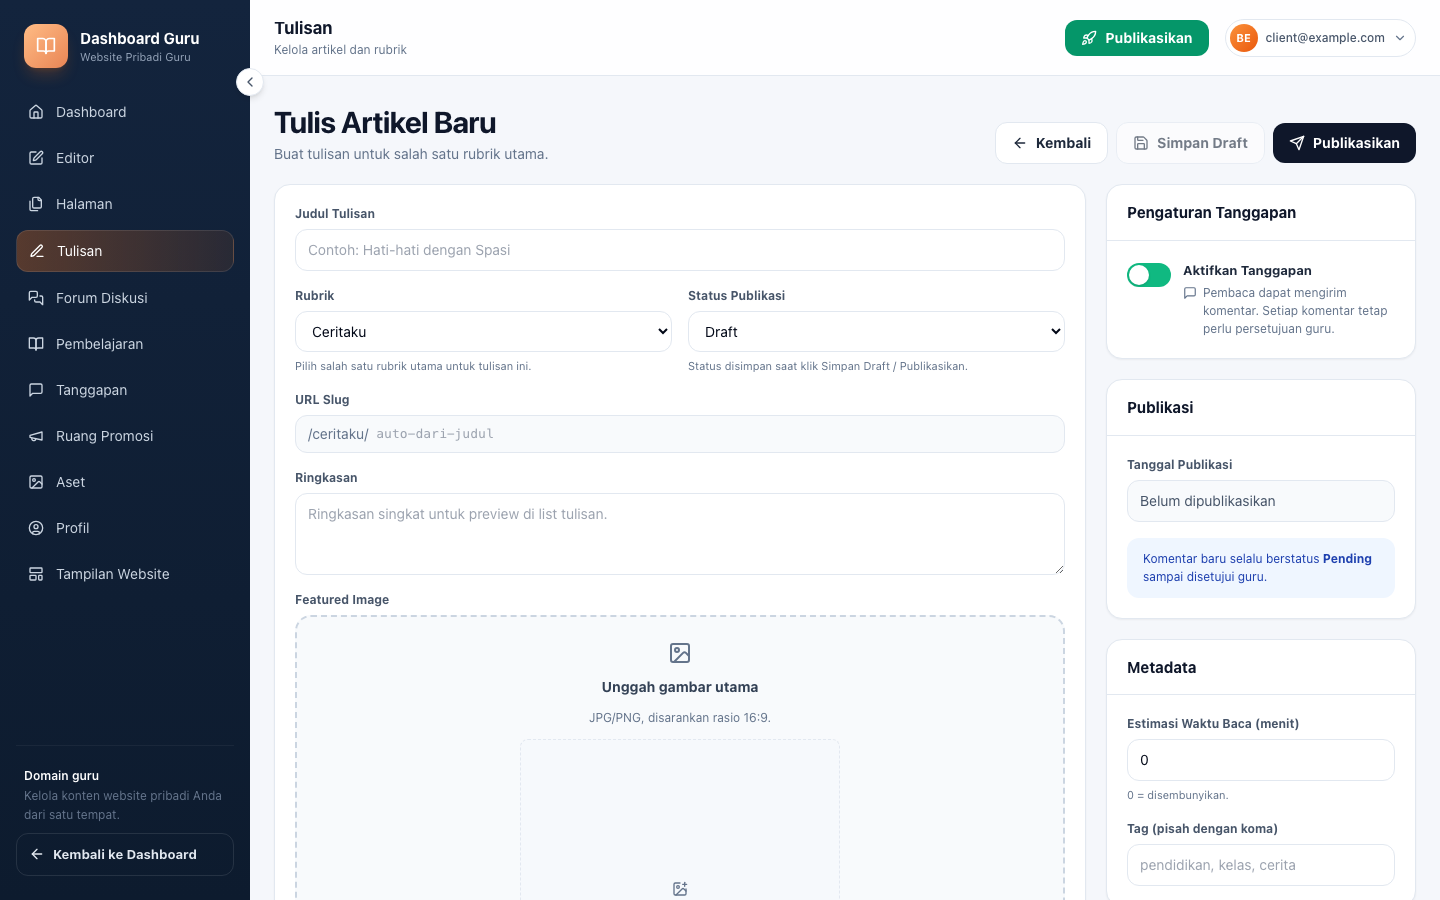 Dashboard Guru
Website Pribadi Guru
Dashboard
Editor
Halaman
Tulisan
Forum Diskusi
Pembelajaran
Tanggapan
Ruang Promosi
Aset
Profil
Tampilan Website
Domain guru
Kelola konten website pribadi Anda
dari satu tempat.
Kembali ke Dashboard
Tulisan
Kelola artikel dan rubrik
Publikasikan
BE
client@example.com
Tulis Artikel Baru
Buat tulisan untuk salah satu rubrik utama.
Kembali
Simpan Draft
Publikasikan
Judul Tulisan
Contoh: Hati-hati dengan Spasi
Rubrik
Ceritaku
Pilih salah satu rubrik utama untuk tulisan ini.
Status Publikasi
Draft
Status disimpan saat klik Simpan Draft / Publikasikan.
URL Slug
/ceritaku/ auto-dari-judul
Ringkasan
Ringkasan singkat untuk preview di list tulisan.
Featured Image
Unggah gambar utama
JPG/PNG, disarankan rasio 16:9.
Pengaturan Tanggapan
Aktifkan Tanggapan
Pembaca dapat mengirim
komentar. Setiap komentar tetap
perlu persetujuan guru.
Publikasi
Tanggal Publikasi
Belum dipublikasikan
Komentar baru selalu berstatus Pending
sampai disetujui guru.
Metadata
Estimasi Waktu Baca (menit)
0
0 = disembunyikan.
Tag (pisah dengan koma)
pendidikan, kelas, cerita